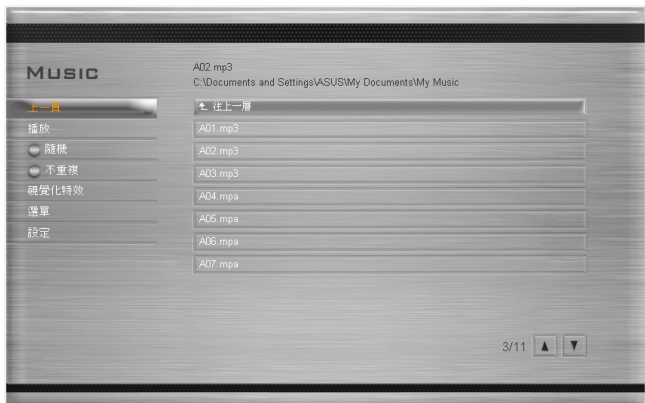 MUSIC
A02.mp3
C:\Documents and Settings\ASUS\My Documents\My Music
上一頁
播放
隨機
不重複
視覺化特效
選單
設定
往上一層
A01.mp3
A02.mp3
A03.mp3
A04.mpa
A05.mpa
A06.mpa
A07.mpa
3/11